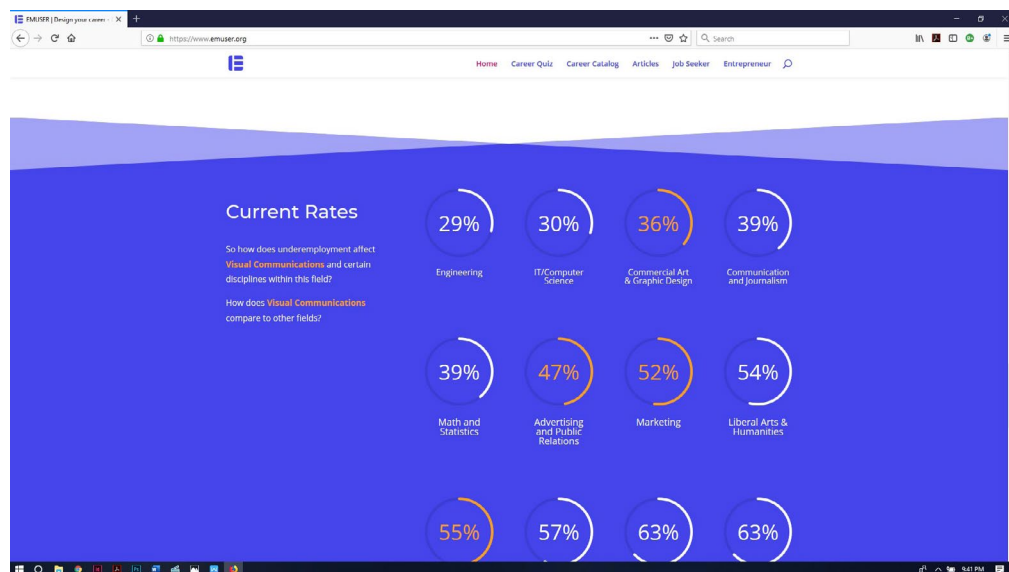 EMUSER | Design your career
https://www.emuser.org
Search
Home Career Quiz Career Catalog Articles Job Seeker Entrepreneur
Current Rates
So how does underemployment affect
Visual Communications and certain
disciplines within this field?
How does Visual Communications
compare to other fields?
29% 30% 36% 39%
Engineering
IT/Computer
Science
Commercial Art
& Graphic Design
Communication
and Journalism
39% 47% 52% 54%
Math and
Statistics
Advertising
and Public
Relations
Marketing
Liberal Arts &
Humanities
55% 57% 63% 63%
9:41 PM